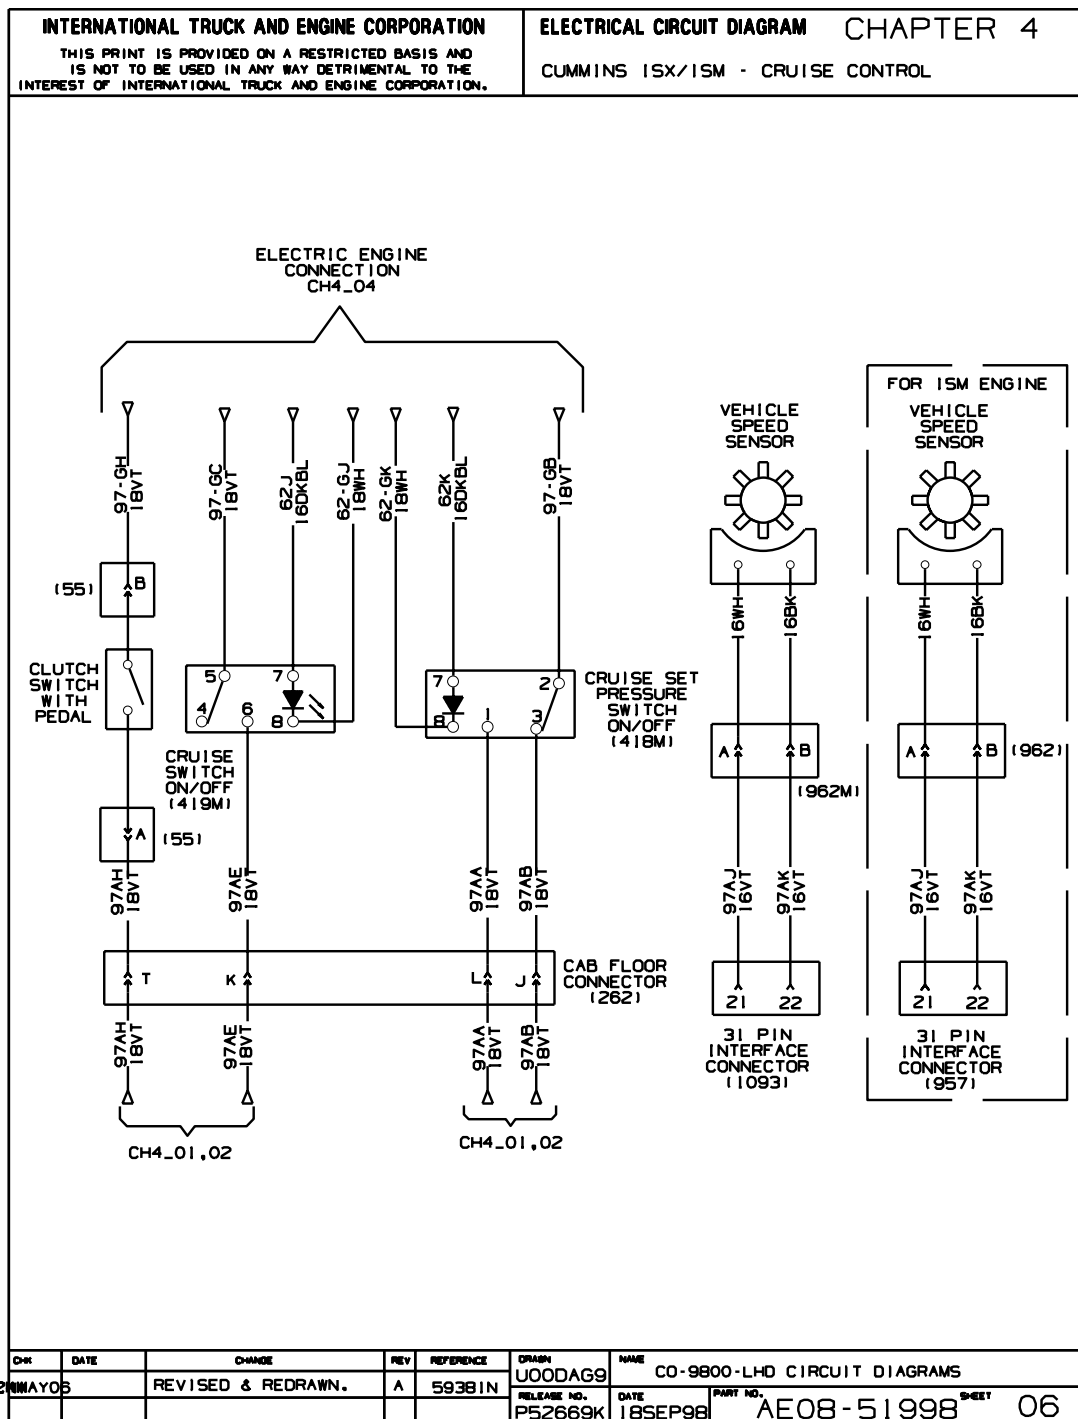 INTERNATIONAL TRUCK AND ENGINE CORPORATION
THIS PRINT IS PROVIDED ON A RESTRICTED BASIS AND
IS NOT TO BE USED IN ANY WAY DETRIMENTAL TO THE
INTEREST OF INTERNATIONAL TRUCK AND ENGINE CORPORATION.
ELECTRICAL CIRCUIT DIAGRAM CHAPTER 4
CUMMINS ISX/ISM - CRUISE CONTROL
ELECTRIC ENGINE
CONNECTION
CH4_04
97-GH
18VT
97-GC
18VT
62J
16DKBL
62-GJ
18WH
62-GK
18WH
62K
16DKBL
97-GB
18VT
(55)
B
CLUTCH
SWITCH
WITH
PEDAL
5
7
4
6
8
CRUISE
SWITCH
ON/OFF
(419M)
7
2
8
1
3
CRUISE SET
PRESSURE
SWITCH
ON/OFF
(418M)
A
(55)
97AH
18VT
97AE
18VT
97AA
18VT
97AB
18VT
T
K
L
J
CAB FLOOR
CONNECTOR
(262)
97AH
18VT
97AE
18VT
97AA
18VT
97AB
18VT
CH4_01,02
CH4_01,02
VEHICLE
SPEED
SENSOR
16WH
16BK
A
B
(962M)
97AJ
16VT
97AK
16VT
21
22
31 PIN
INTERFACE
CONNECTOR
(1093)
FOR ISM ENGINE
VEHICLE
SPEED
SENSOR
16WH
16BK
A
B
(962)
97AJ
16VT
97AK
16VT
21
22
31 PIN
INTERFACE
CONNECTOR
(957)
CHK DATE CHANGE REV REFERENCE
MAY06 REVISED & REDRAWN. A 59381N
DRAWN
U00DAG9
NAME
CO-9800-LHD CIRCUIT DIAGRAMS
RELEASE NO.
P52669K
DATE
18SEP98
PART NO.
AE08-51998
SHEET
06